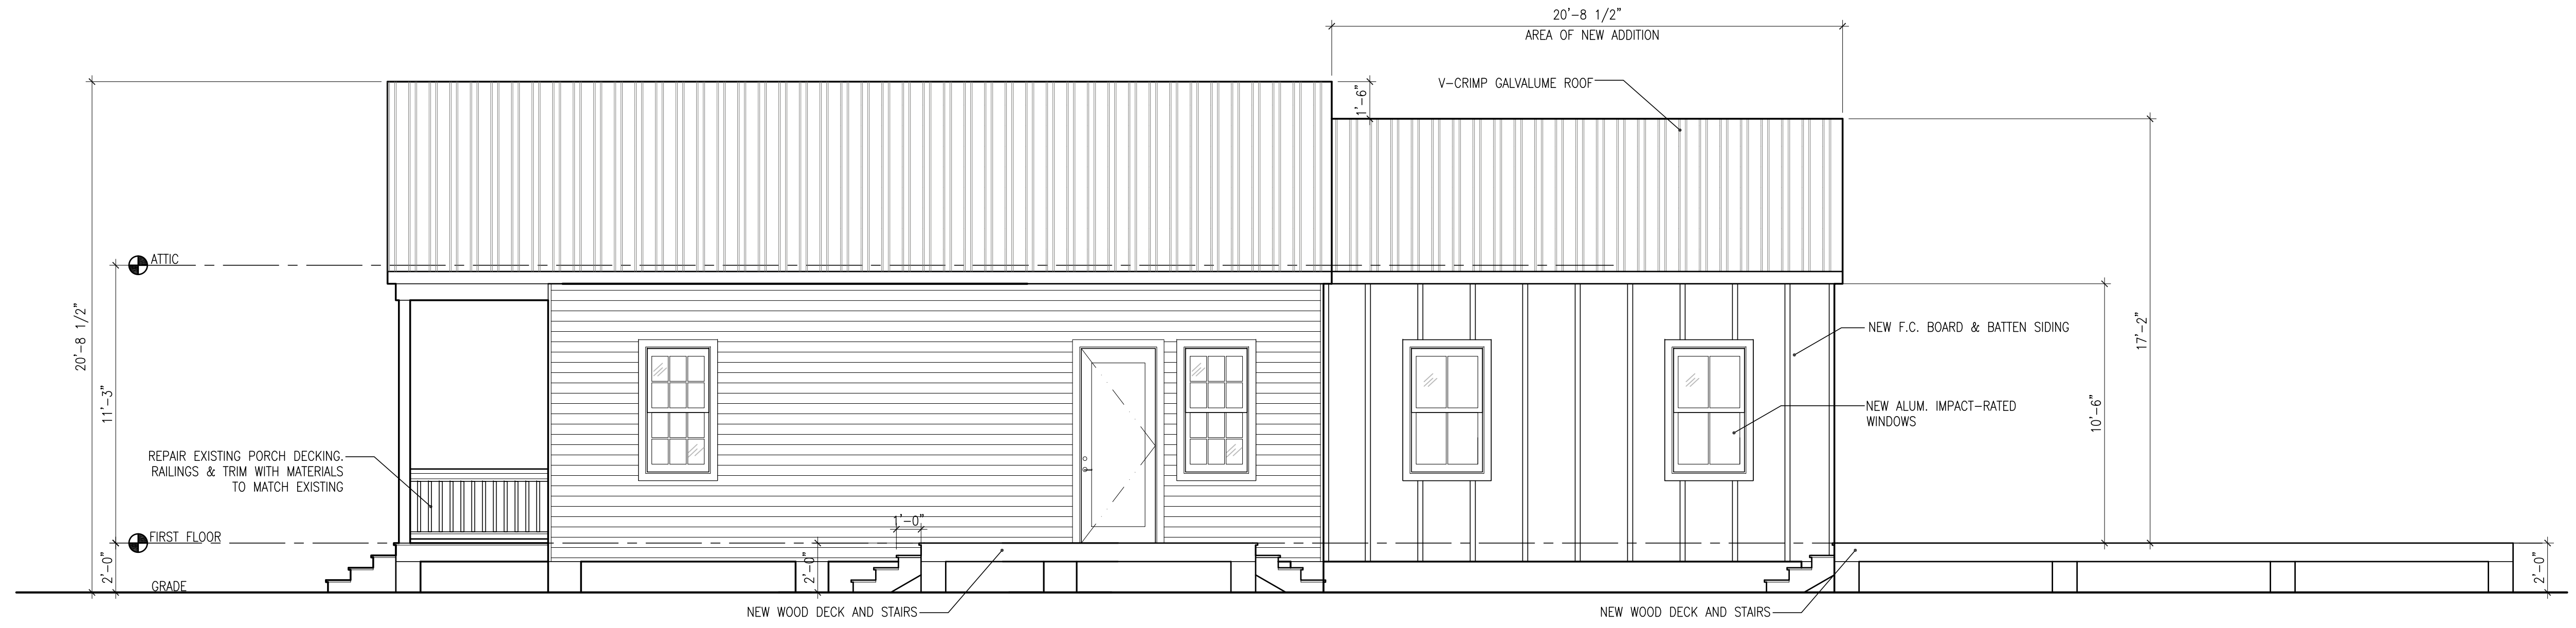 20'-8 1/2"
AREA OF NEW ADDITION
V-CRIMP GALVALUME ROOF
1'-6"
ATTIC
20'-8 1/2"
11'-3"
17'-2"
10'-6"
NEW F.C. BOARD & BATTEN SIDING
NEW ALUM. IMPACT-RATED
WINDOWS
REPAIR EXISTING PORCH DECKING.
RAILINGS & TRIM WITH MATERIALS
TO MATCH EXISTING
1'-0"
FIRST FLOOR
2'-0"
2'-0"
2'-0"
GRADE
NEW WOOD DECK AND STAIRS
NEW WOOD DECK AND STAIRS